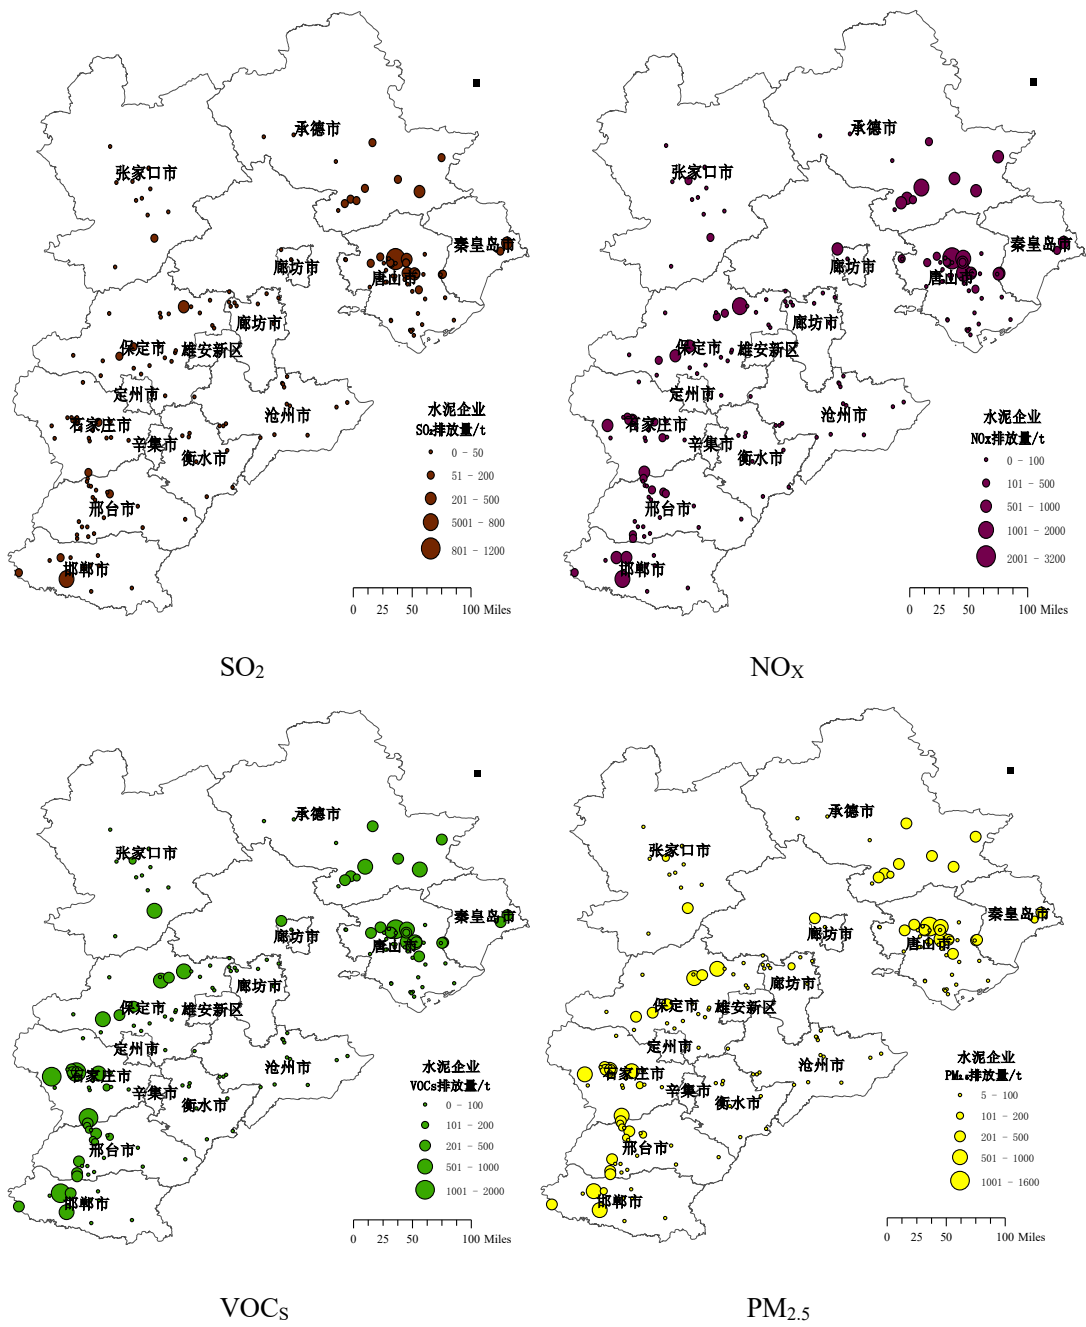 承德市
张家口市
秦皇岛市
廊坊市
唐山市
廊坊市
保定市
雄安新区
定州市
沧州市
石家庄市
辛集市
衡水市
邢台市
邯郸市
水泥企业
SO₂排放量/t
0 - 50
51 - 200
201 - 500
5001 - 800
801 - 1200
0 25 50 100 Miles
SO₂
承德市
张家口市
秦皇岛市
廊坊市
唐山市
廊坊市
保定市
雄安新区
定州市
沧州市
石家庄市
辛集市
衡水市
邢台市
邯郸市
水泥企业
NOx排放量/t
0 - 100
101 - 500
501 - 1000
1001 - 2000
2001 - 3200
0 25 50 100 Miles
NOX
承德市
张家口市
秦皇岛市
廊坊市
唐山市
廊坊市
保定市
雄安新区
定州市
沧州市
石家庄市
辛集市
衡水市
邢台市
邯郸市
水泥企业
VOCs排放量/t
0 - 100
101 - 200
201 - 500
501 - 1000
1001 - 2000
0 25 50 100 Miles
VOCS
承德市
张家口市
秦皇岛市
廊坊市
唐山市
廊坊市
保定市
雄安新区
定州市
沧州市
石家庄市
辛集市
衡水市
邢台市
邯郸市
水泥企业
PM₂.₅排放量/t
5 - 100
101 - 200
201 - 500
501 - 1000
1001 - 1600
0 25 50 100 Miles
PM₂.₅